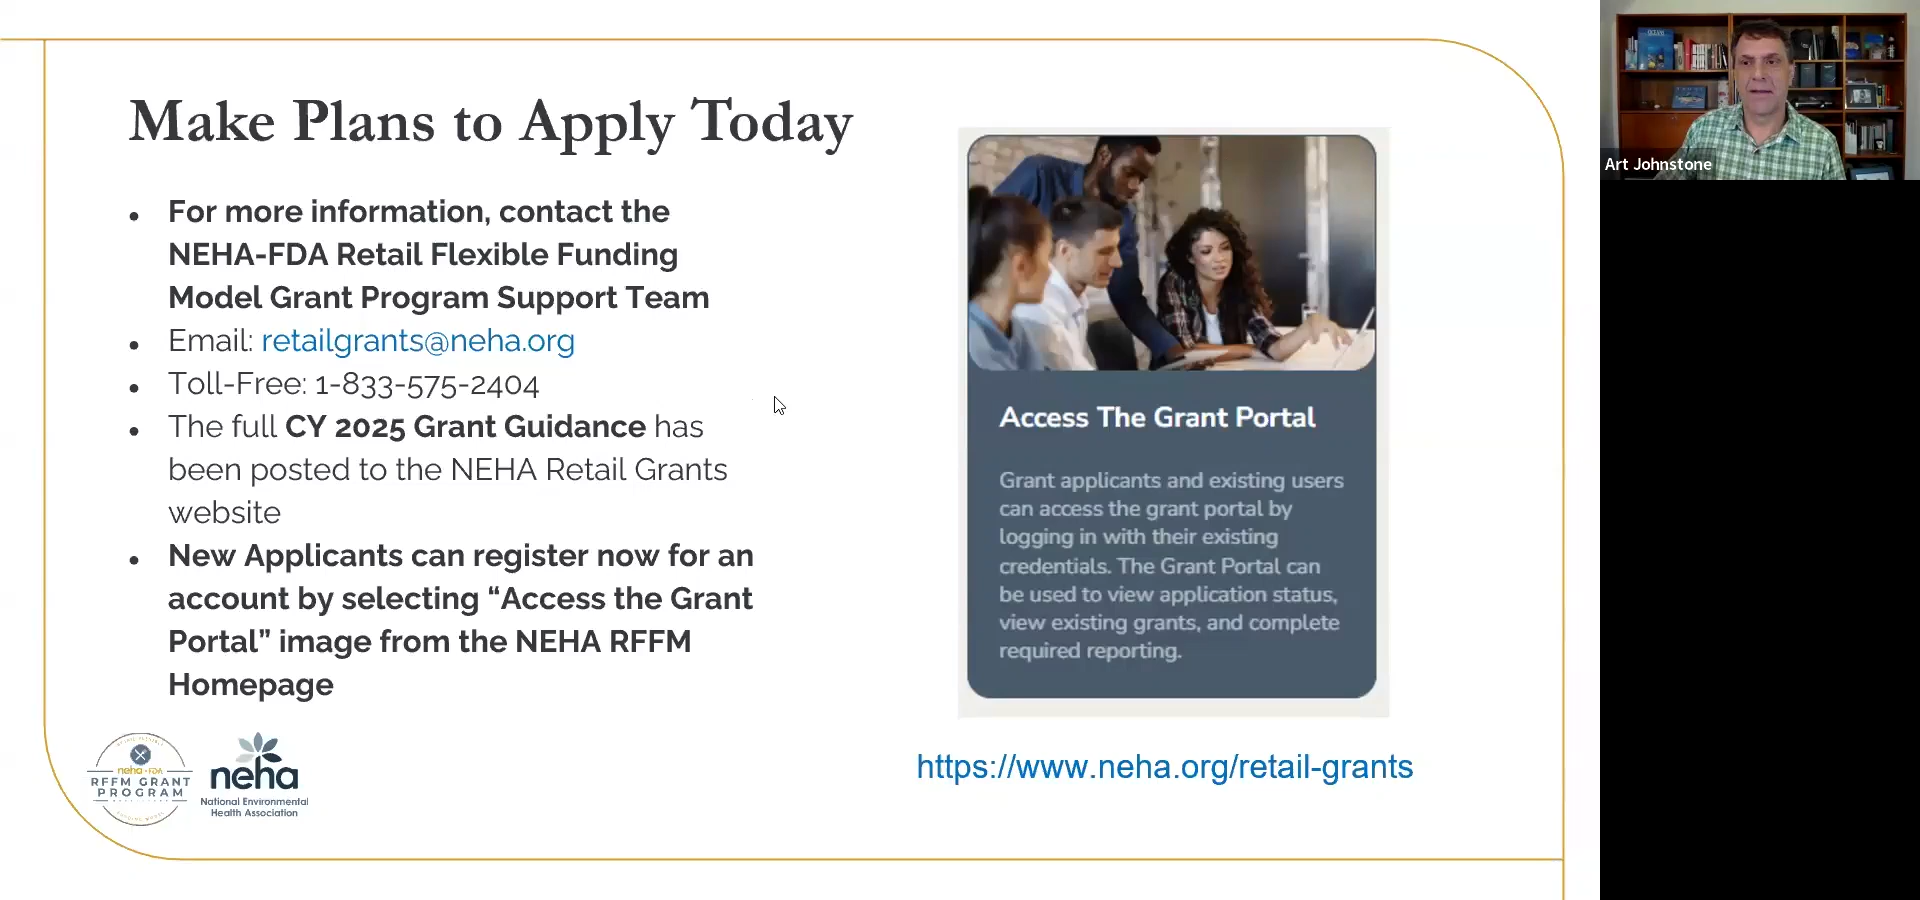 Make Plans to Apply Today
• For more information, contact the
NEHA-FDA Retail Flexible Funding
Model Grant Program Support Team
• Email: retailgrants@neha.org
• Toll-Free: 1-833-575-2404
• The full CY 2025 Grant Guidance has
been posted to the NEHA Retail Grants
website
• New Applicants can register now for an
account by selecting “Access the Grant
Portal” image from the NEHA RFFM
Homepage
neha-FDA
RFFM GRANT
PROGRAM
neha
National Environmental
Health Association
Access The Grant Portal
Grant applicants and existing users
can access the grant portal by
logging in with their existing
credentials. The Grant Portal can
be used to view application status,
view existing grants, and complete
required reporting.
https://www.neha.org/retail-grants
Art Johnstone